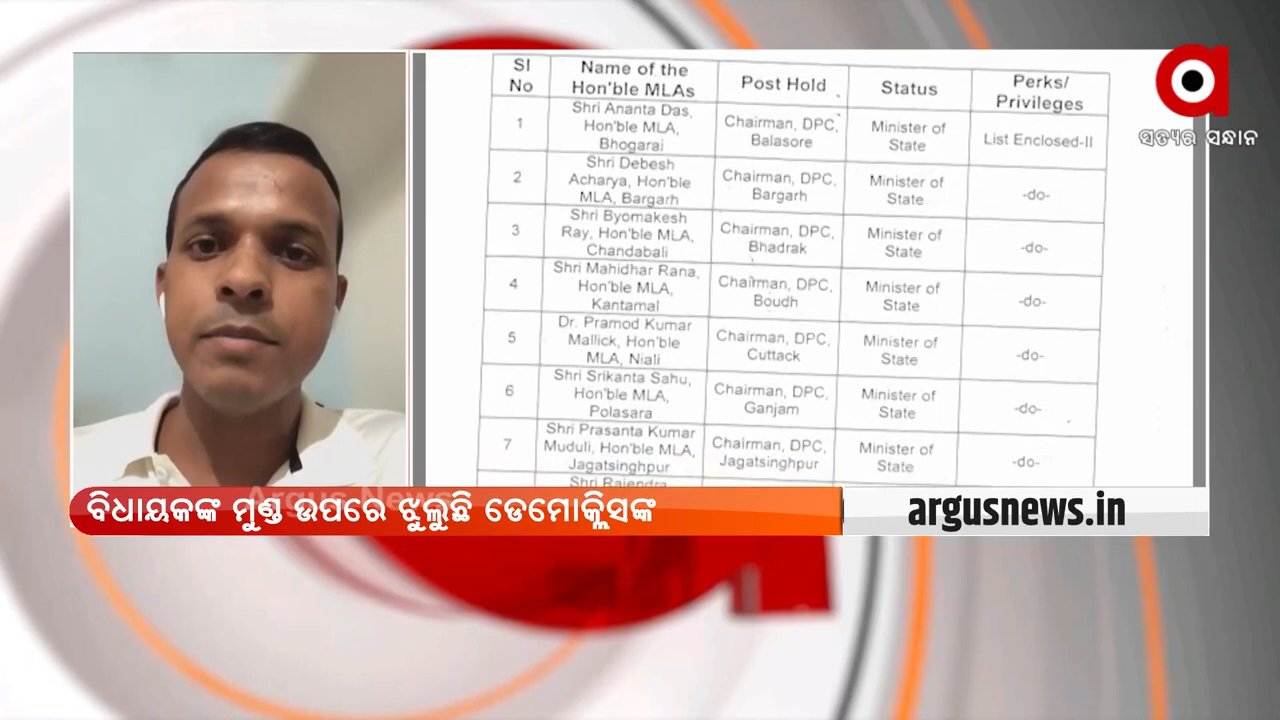 Sl No
Name of the Hon'ble MLAs
Post Hold
Status
Perks/ Privileges
1
Shri Ananta Das, Hon'ble MLA, Bhogarai
Chairman, DPC, Balasore
Minister of State
List Enclosed-II
2
Shri Debesh Acharya, Hon'ble MLA, Bargarh
Chairman, DPC, Bargarh
Minister of State
-do-
3
Shri Byomakesh Ray, Hon'ble MLA, Chandabali
Chairman, DPC, Bhadrak
Minister of State
-do-
4
Shri Mahidhar Rana, Hon'ble MLA, Kantamal
Chairman, DPC, Boudh
Minister of State
-do-
5
Dr. Pramod Kumar Mallick, Hon'ble MLA, Niali
Chairman, DPC, Cuttack
Minister of State
-do-
6
Shri Srikanta Sahu, Hon'ble MLA, Polasara
Chairman, DPC, Ganjam
Minister of State
-do-
7
Shri Prasanta Kumar Muduli, Hon'ble MLA, Jagatsinghpur
Chairman, DPC, Jagatsinghpur
Minister of State
-do-
Shri Rajendra
a
ସତ୍ୟର ସନ୍ଧାନ
Argus News
ବିଧାୟକଙ୍କ ମୁଣ୍ଡ ଉପରେ ଝୁଲୁଛି ଡେମୋକ୍ଲିସଙ୍କ
argusnews.in